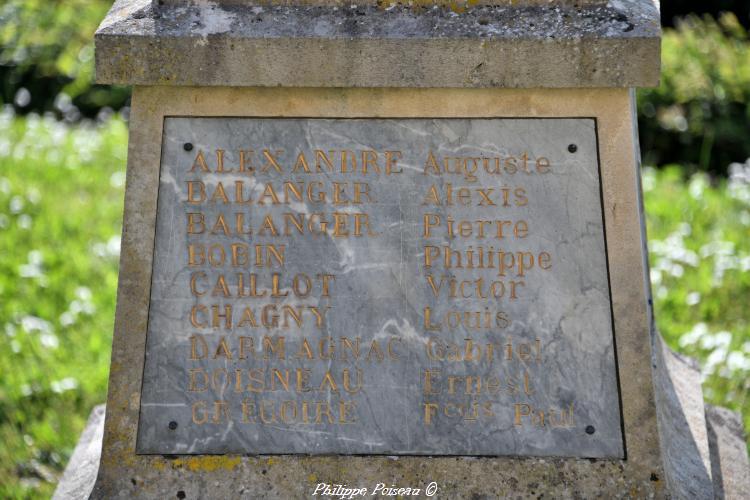 ALEXANDRE Auguste
BALANGER Alexis
BALANGER Pierre
BOBIN Philippe
CAILLOT Victor
CHAGNY Louis
DARMAGNAC Gabriel
DOISNEAU Ernest
GREGOIRE Fçois Paul
Philippe Poiseau ©